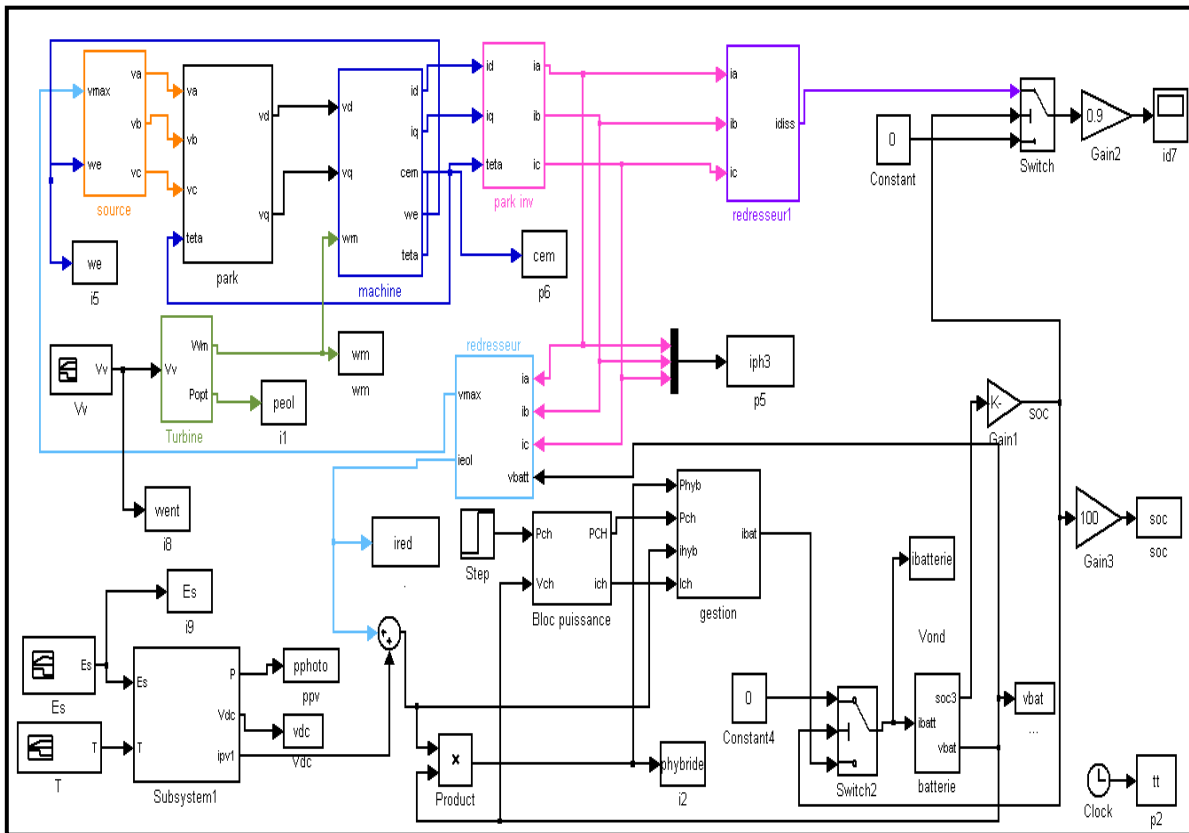 vmax
we
va
vb
vc
source
va
vb
vc
teta
vd
vq
park
vd
vq
wm
id
iq
cem
we
teta
machine
id
iq
teta
ia
ib
ic
park inv
ia
ib
ic
idiss
redresseur1
0
Constant
Switch
0.9
Gain2
id7
we
i5
cem
p6
Vv
Vv
Vv
Wm
Popt
Turbine
wm
wm
peol
i1
redresseur
vmax
ieol
ia
ib
ic
vbatt
iph3
p5
K-
Gain1
soc
went
i8
Step
Pch
Vch
PCH
ich
Bloc puissance
Phyb
Pch
ihyb
Ich
ibat
gestion
100
Gain3
soc
soc
ired
.
ibatterie
Vond
Es
i9
Es
Es
T
T
Es
T
P
Vdc
ipv1
Subsystem1
pphoto
ppv
vdc
Vdc
+
+
×
Product
phybride
i2
0
Constant4
Switch2
ibatt
soc3
vbat
batterie
vbat
...
Clock
tt
p2